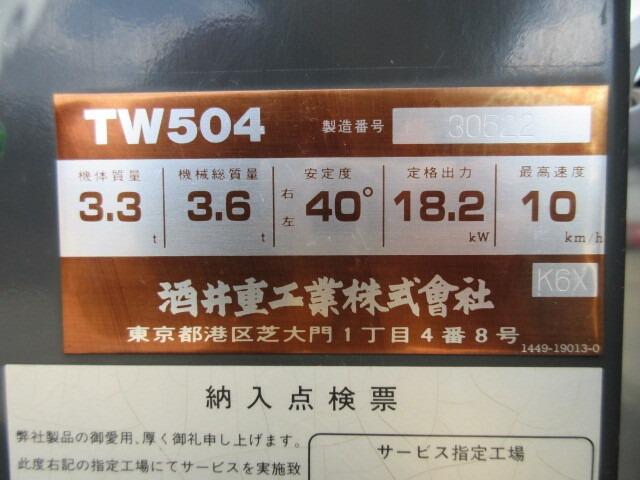 TW504 製造番号 30532
機体質量 機械総質量 安定度 定格出力 最高速度
3.3 t 3.6 t 右 左 40° 18.2 kW 10 km/h
K6X
酒井重工業株式會社
東京都港区芝大門1丁目4番8号
1449-19013-0
納入点検票
弊社製品の御愛用、厚く御礼申し上げます。
サービス指定工場
此度右記の指定工場にてサービスを実施致